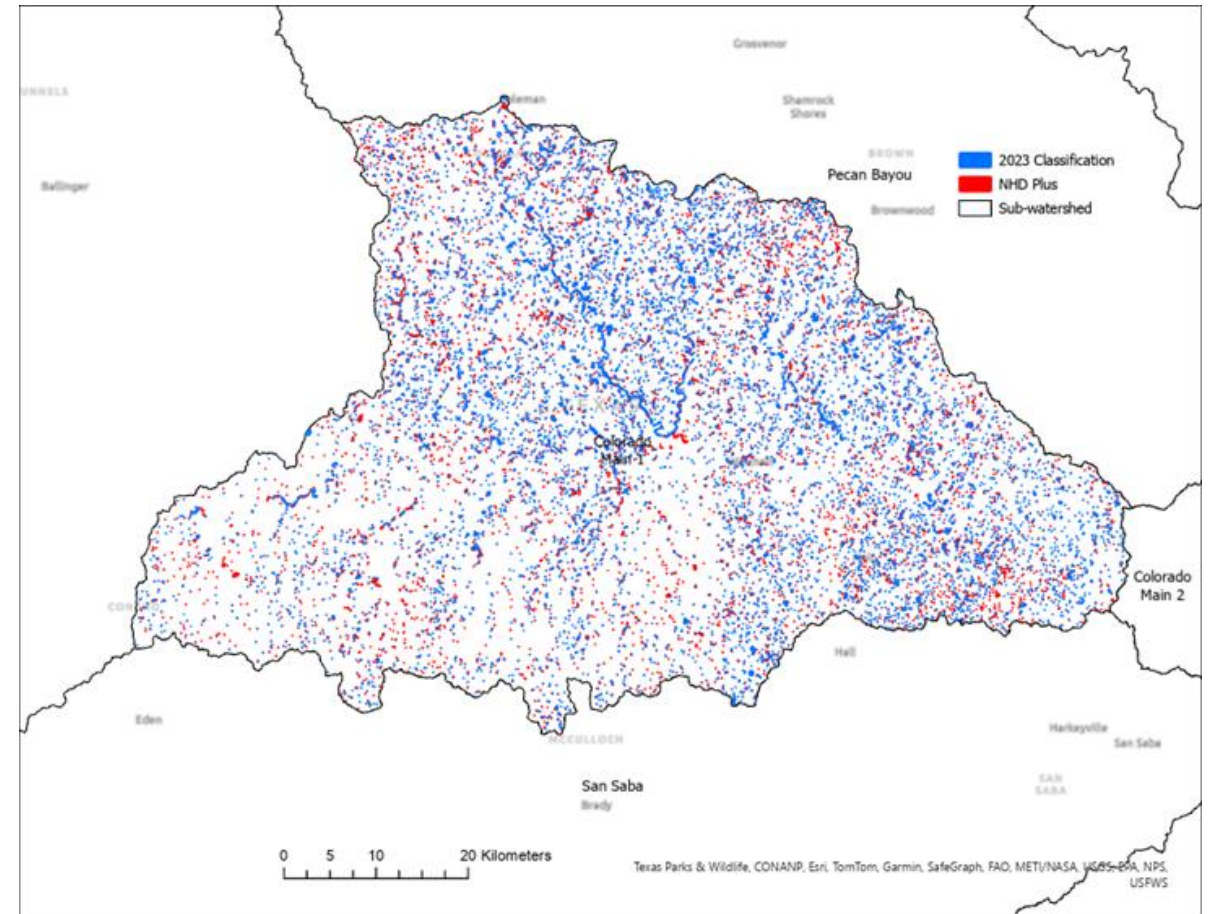 Grosvenor
Shamrock
Shores
BROWN
Pecan Bayou
Brownwood
Ballinger
2023 Classification
NHD Plus
Sub-watershed
Colorado
Main 1
Colorado
Main 2
Hall
Eden
MCCULLOCH
Harkeyville
San Saba
San Saba
Brady
SAN
SABA
0 5 10 20 Kilometers
Texas Parks & Wildlife, CONANP, Esri, TomTom, Garmin, SafeGraph, FAO, METI/NASA, USGS, EPA, NPS,
USFWS